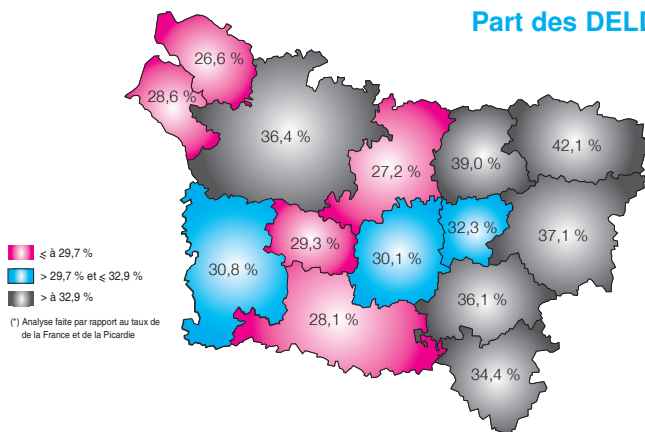 Part des DELD
26,6 %
28,6 %
36,4 %
27,2 %
39,0 %
42,1 %
30,8 %
29,3 %
30,1 %
32,3 %
37,1 %
28,1 %
36,1 %
34,4 %
⩽ à 29,7 %
> 29,7 % et ⩽ 32,9 %
> à 32,9 %
(*) Analyse faite par rapport au taux de
de la France et de la Picardie